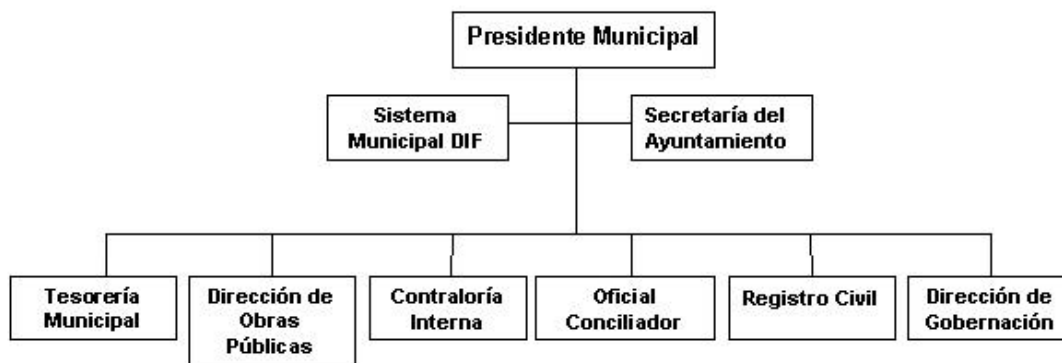 Presidente Municipal
Sistema
Municipal DIF
Secretaría del
Ayuntamiento
Tesorería
Municipal
Dirección de
Obras
Públicas
Contraloría
Interna
Oficial
Conciliador
Registro Civil
Dirección de
Gobernación